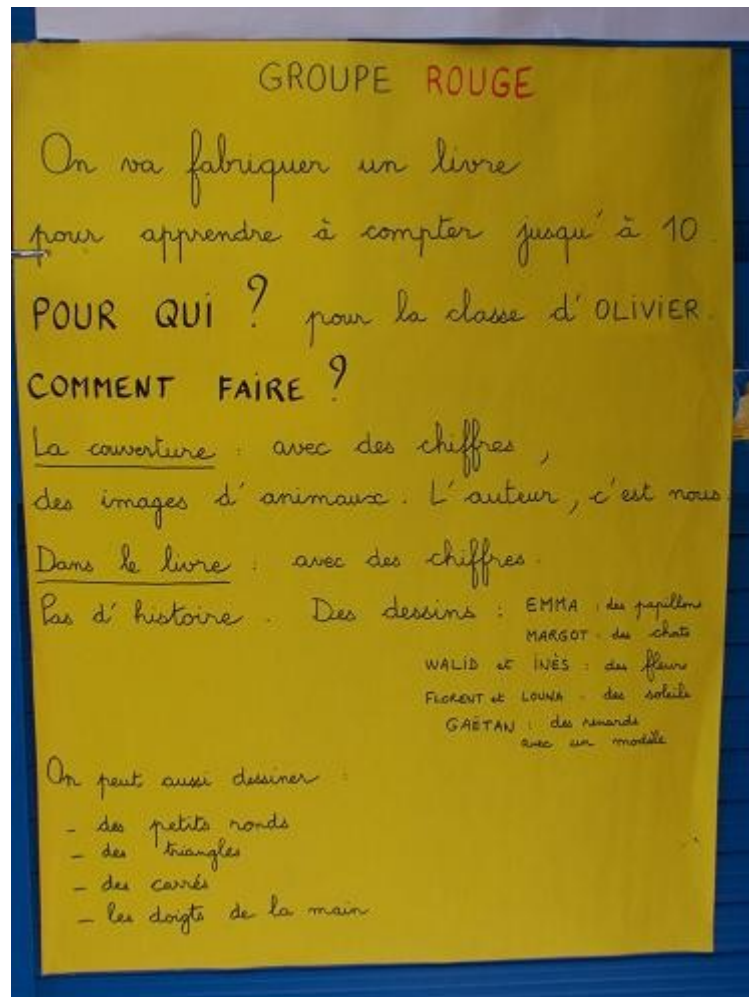 GROUPE ROUGE
On va fabriquer un livre
pour apprendre à compter jusqu'à 10.
POUR QUI ? pour la classe d'OLIVIER.
COMMENT FAIRE ?
La couverture : avec des chiffres,
des images d'animaux. L'auteur, c'est nous.
Dans le livre : avec des chiffres.
Pas d'histoire. Des dessins : EMMA : des papillons
MARGOT : des chats
WALID et INÈS : des fleurs
FLORENT et LOUNA : des soleils
GAËTAN : des renards
avec un modèle
On peut aussi dessiner :
- des petits ronds
- des triangles
- des carrés
- les doigts de la main